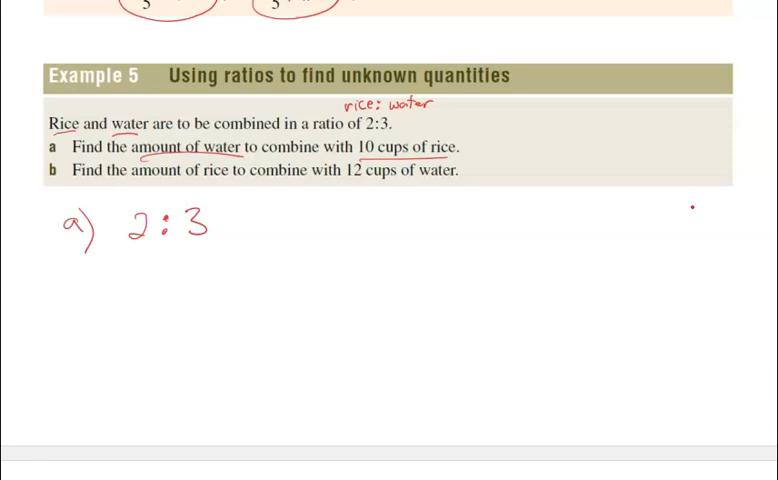 Example 5 Using ratios to find unknown quantities
rice: water
Rice and water are to be combined in a ratio of 2:3.
a Find the amount of water to combine with 10 cups of rice.
b Find the amount of rice to combine with 12 cups of water.
a) 2:3